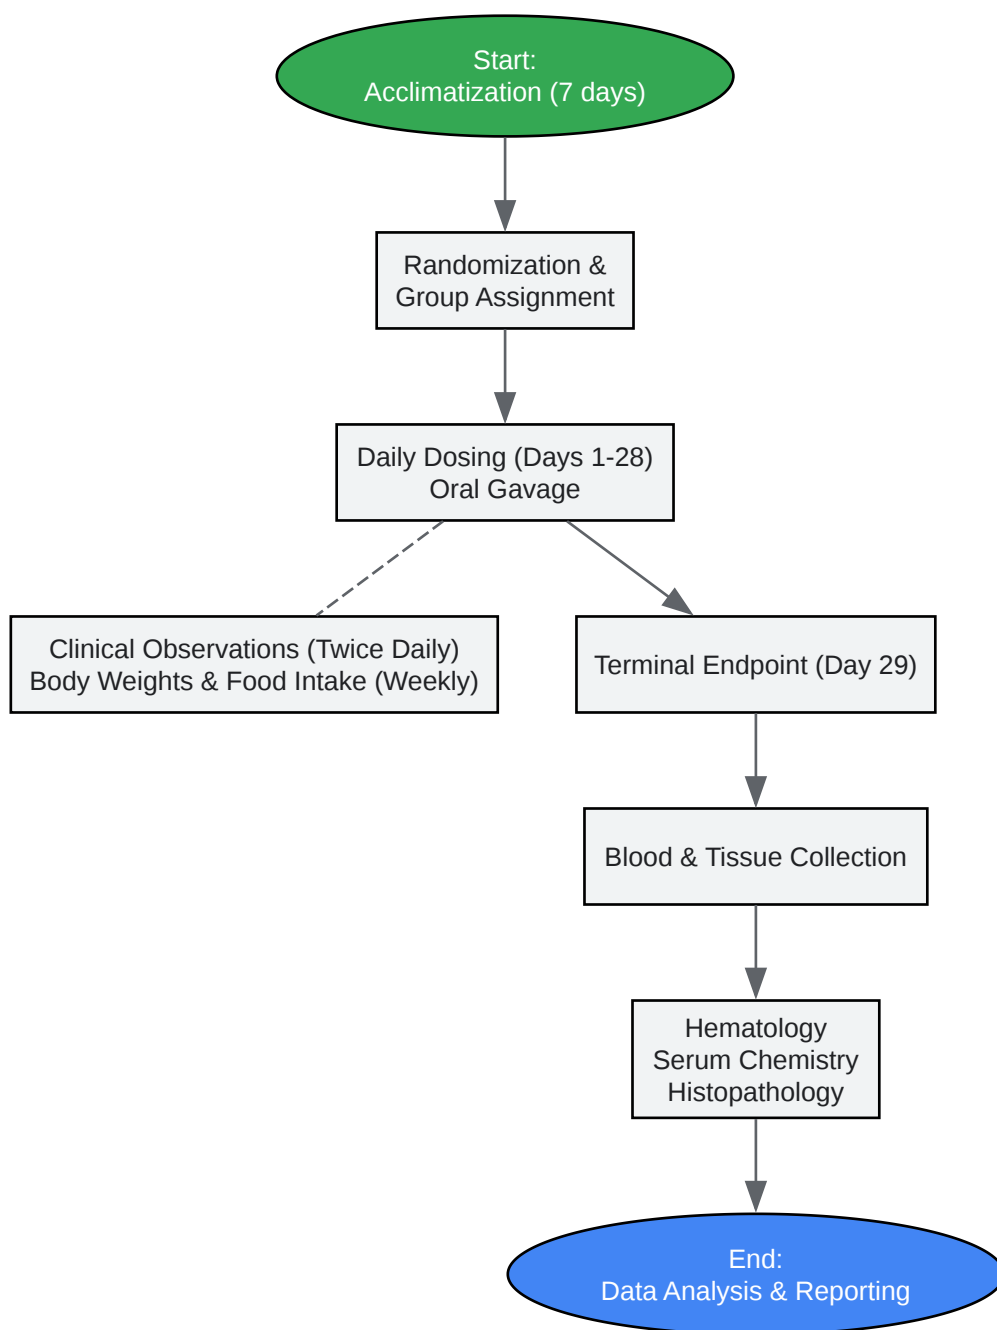 Start:
Acclimatization (7 days)
Randomization &
Group Assignment
Daily Dosing (Days 1-28)
Oral Gavage
Clinical Observations (Twice Daily)
Body Weights & Food Intake (Weekly)
Terminal Endpoint (Day 29)
Blood & Tissue Collection
Hematology
Serum Chemistry
Histopathology
End:
Data Analysis & Reporting